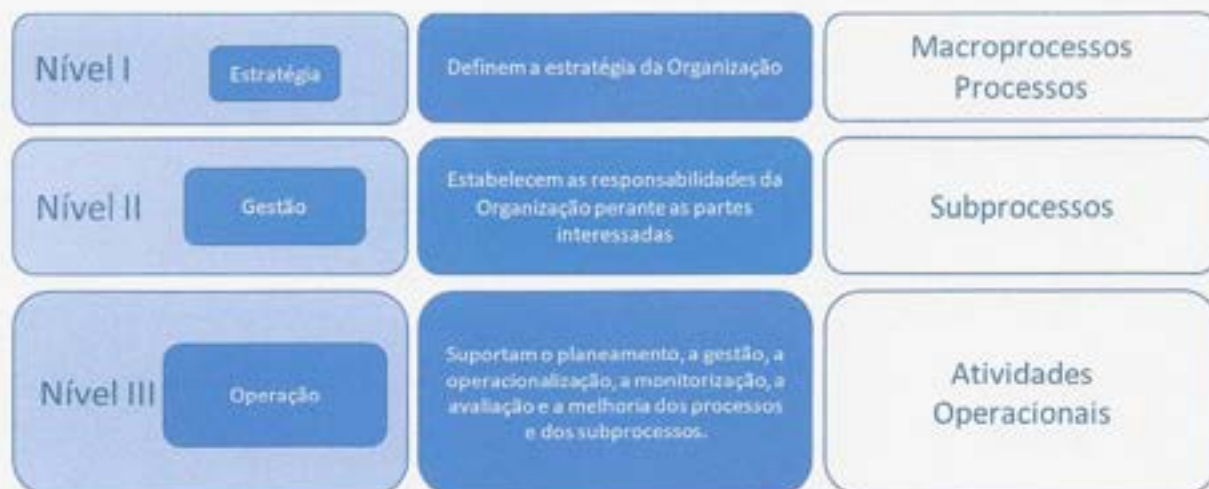 Nível I
Estratégia
Definem a estratégia da Organização
Macroprocessos
Processos
Nível II
Gestão
Estabelecem as responsabilidades da
Organização perante as partes
interessadas
Subprocessos
Nível III
Operação
Suportam o planeamento, a gestão, a
operacionalização, a monitorização, a
avaliação e a melhoria dos processos
e dos subprocessos.
Atividades
Operacionais